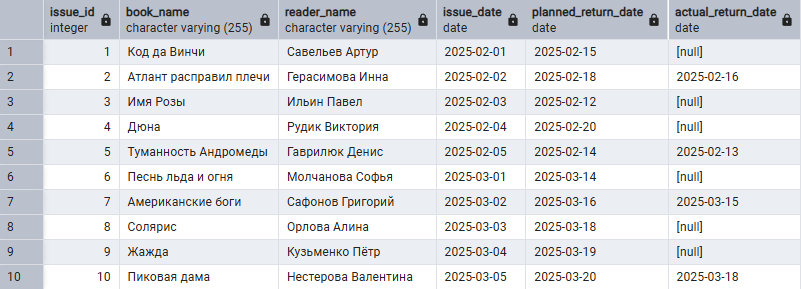 issue_id book_name reader_name issue_date planned_return_date actual_return_date
integer character varying (255) character varying (255) date date date
1 1 Код да Винчи Савельев Артур 2025-02-01 2025-02-15 [null]
2 2 Атлант расправил плечи Герасимова Инна 2025-02-02 2025-02-18 2025-02-16
3 3 Имя Розы Ильин Павел 2025-02-03 2025-02-12 [null]
4 4 Дюна Рудик Виктория 2025-02-04 2025-02-20 [null]
5 5 Туманность Андромеды Гаврилюк Денис 2025-02-05 2025-02-14 2025-02-13
6 6 Песнь льда и огня Молчанова Софья 2025-03-01 2025-03-14 [null]
7 7 Американские боги Сафонов Григорий 2025-03-02 2025-03-16 2025-03-15
8 8 Солярис Орлова Алина 2025-03-03 2025-03-18 [null]
9 9 Жажда Кузьменко Пётр 2025-03-04 2025-03-19 [null]
10 10 Пиковая дама Нестерова Валентина 2025-03-05 2025-03-20 2025-03-18